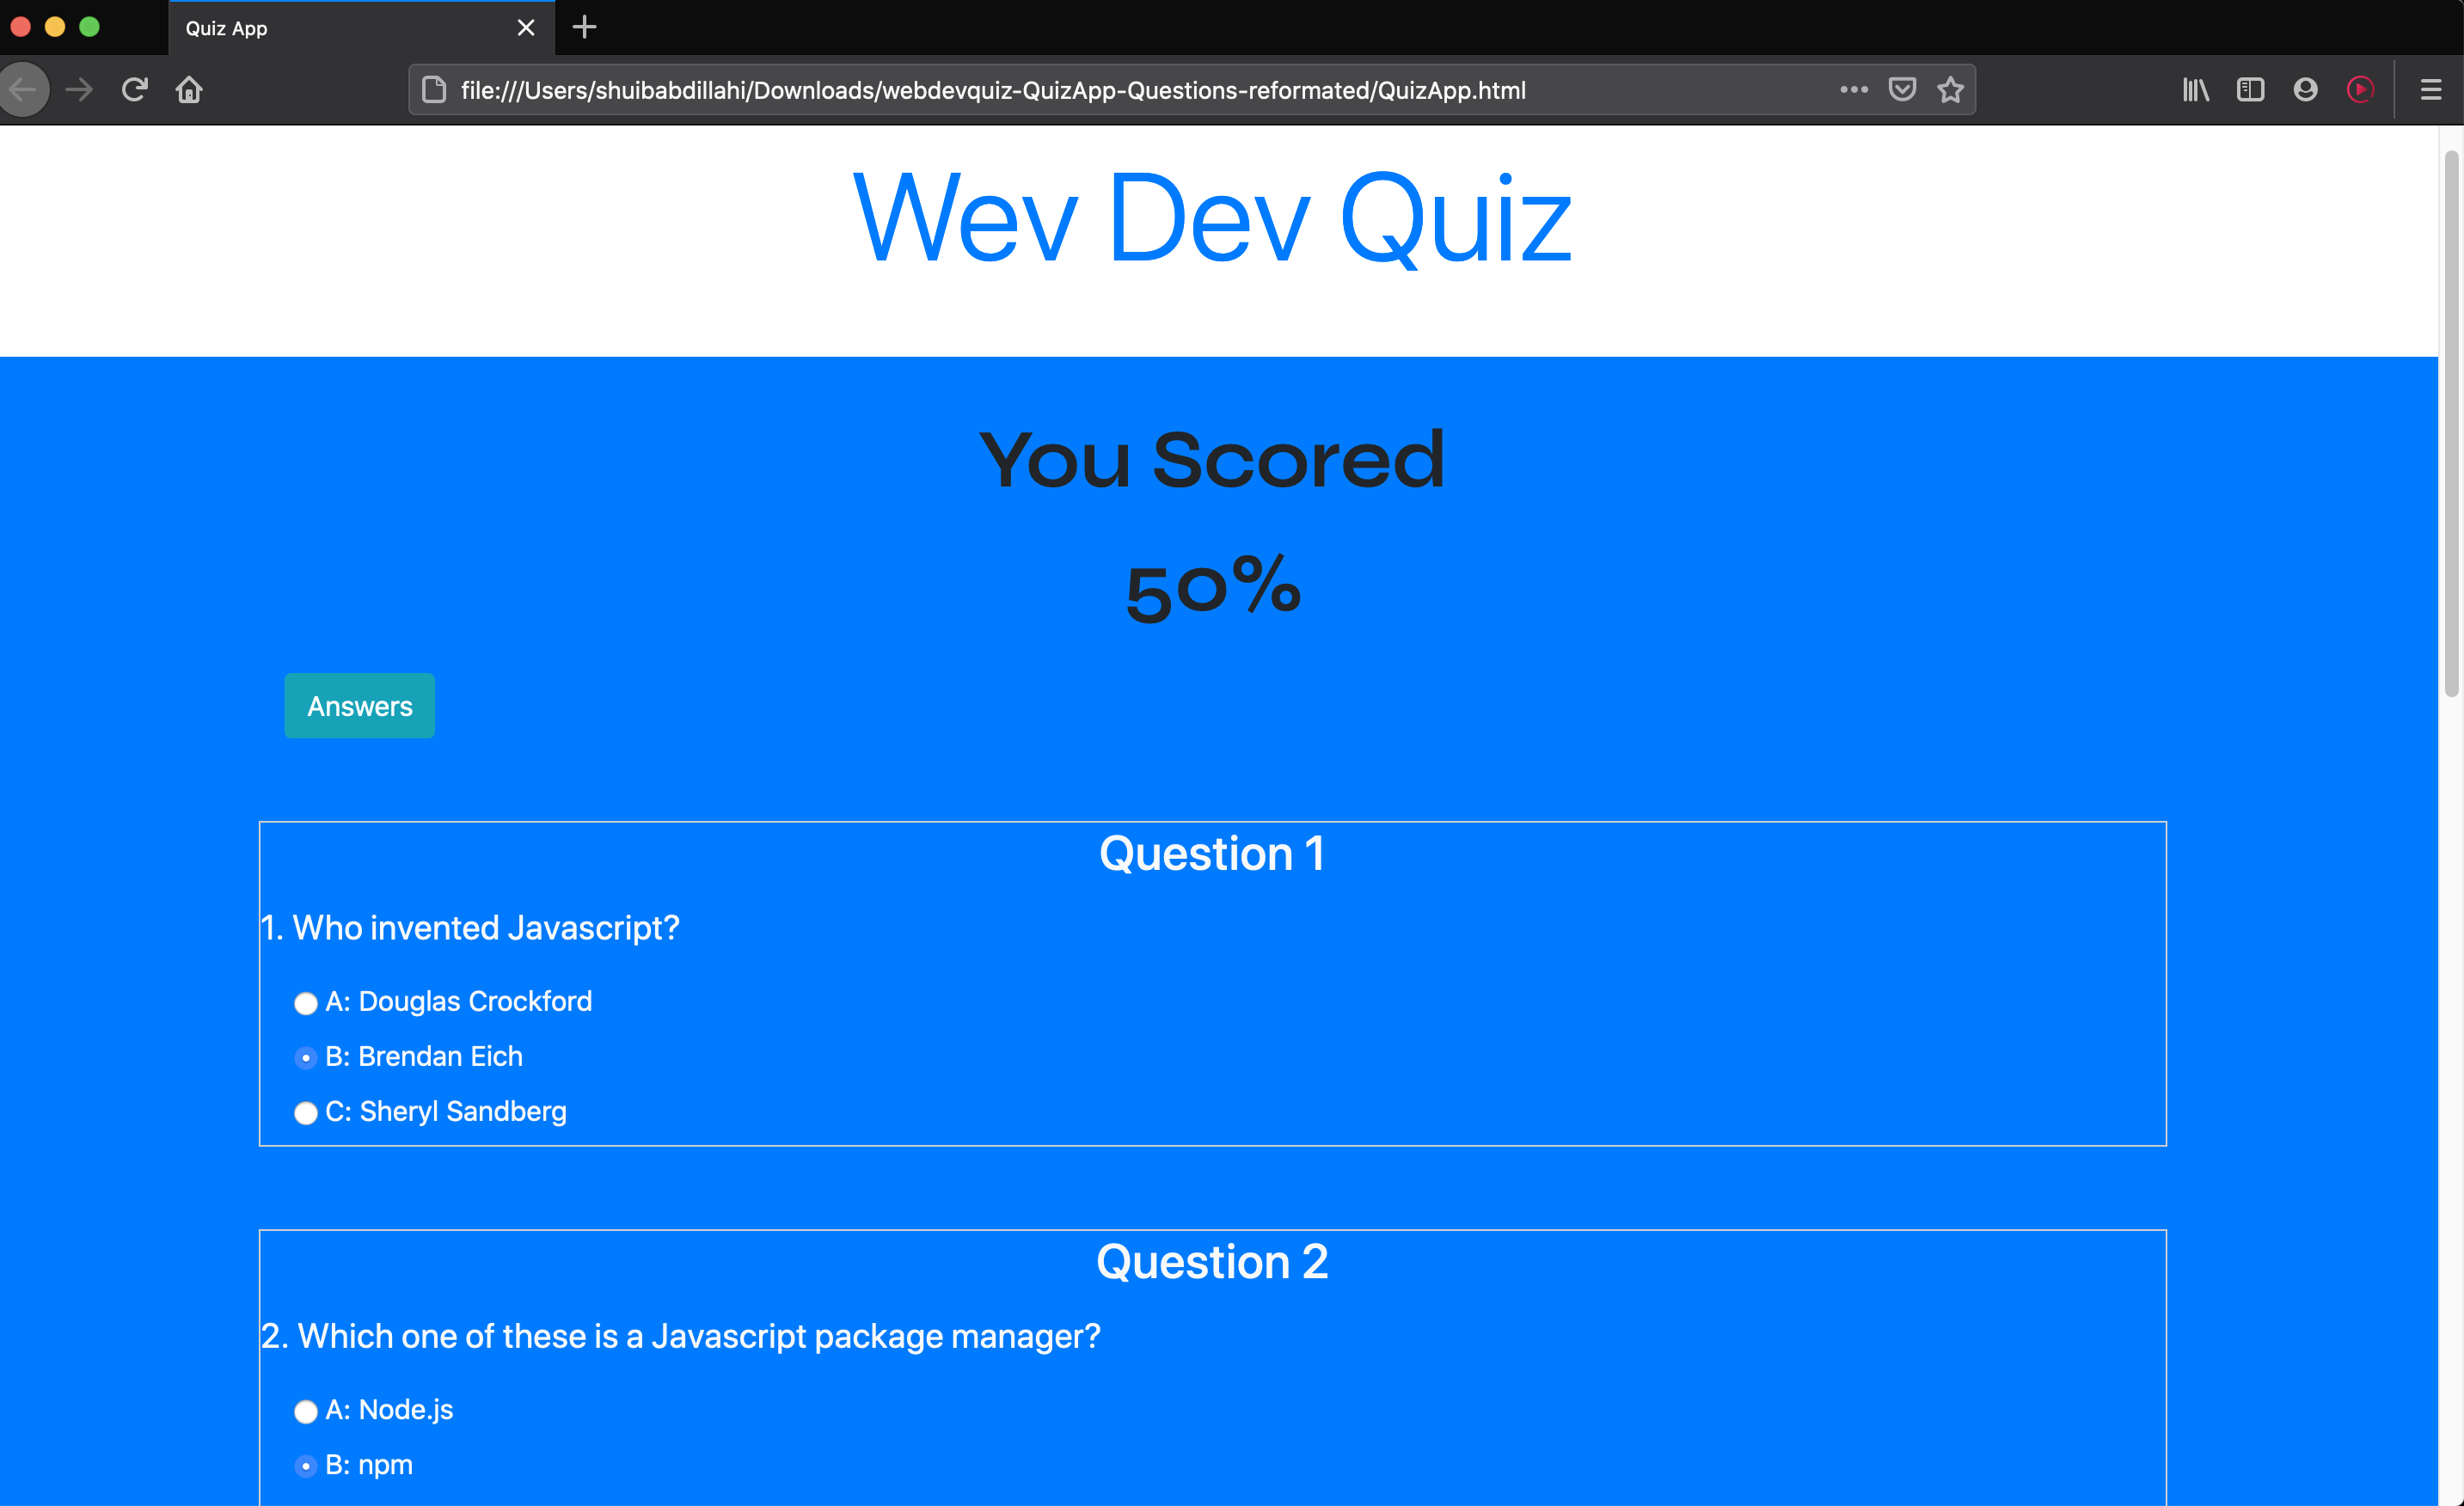 Quiz App
file:///Users/shuibabdillahi/Downloads/webdevquiz-QuizApp-Questions-reformated/QuizApp.html
Wev Dev Quiz
You Scored
50%
Answers
Question 1
1. Who invented Javascript?
A: Douglas Crockford
B: Brendan Eich
C: Sheryl Sandberg
Question 2
2. Which one of these is a Javascript package manager?
A: Node.js
B: npm